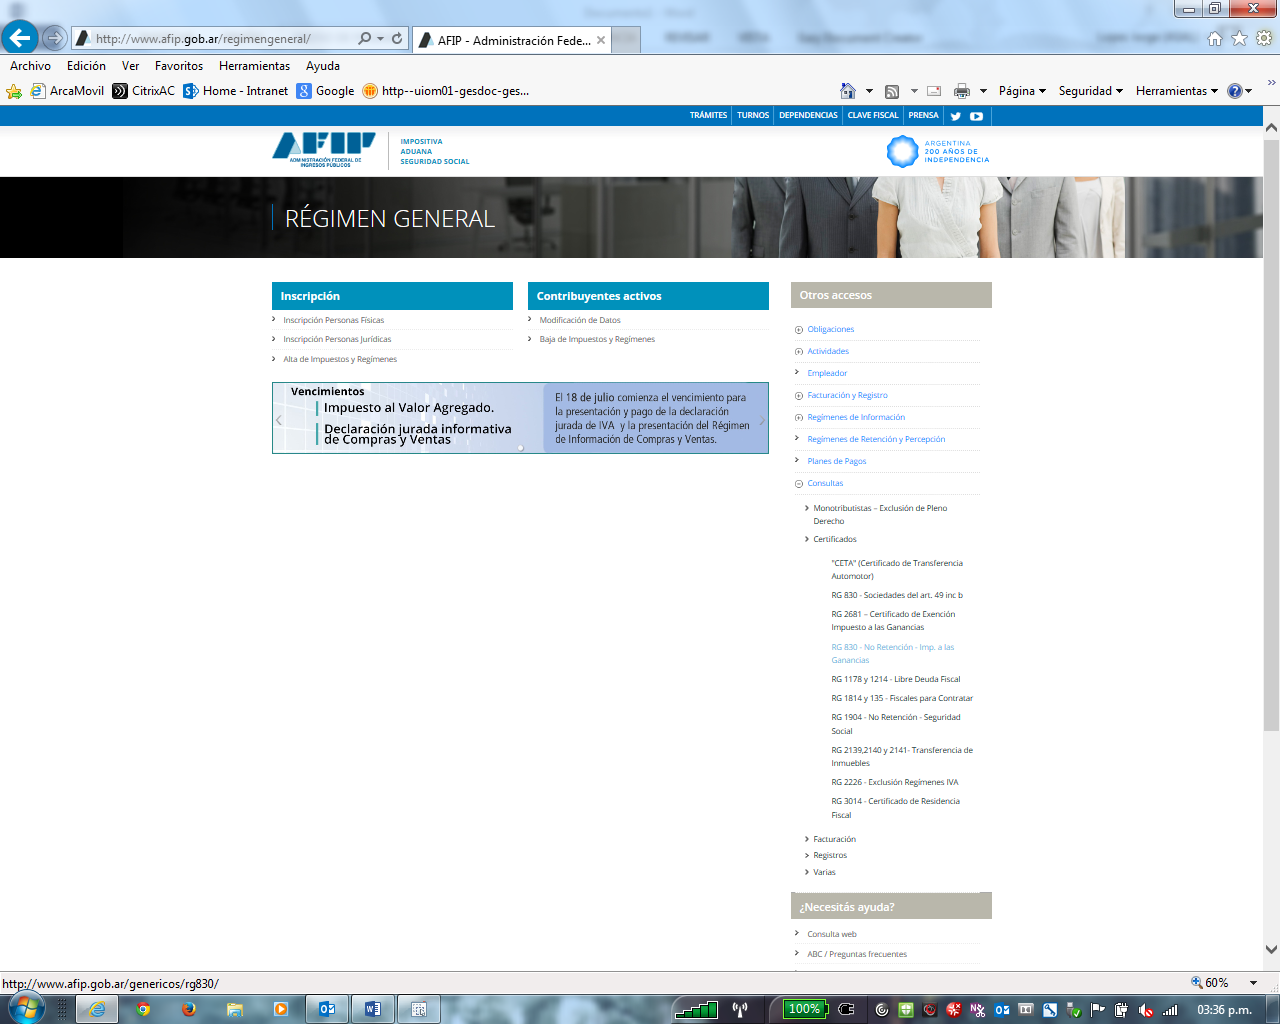 http://www.afip.gob.ar/regimengeneral/
AFIP - Administración Fede...
Archivo Edición Ver Favoritos Herramientas Ayuda
ArcaMovil CitrixAC Home - Intranet Google http--uiom01-gesdoc-ges...
Página Seguridad Herramientas
TRÁMITES TURNOS DEPENDENCIAS CLAVE FISCAL PRENSA
AFIP
ADMINISTRACIÓN FEDERAL DE
INGRESOS PÚBLICOS
IMPOSITIVA
ADUANA
SEGURIDAD SOCIAL
ARGENTINA
200 AÑOS DE
INDEPENDENCIA
RÉGIMEN GENERAL
Inscripción
Inscripción Personas Físicas
Inscripción Personas Jurídicas
Alta de Impuestos y Regímenes
Contribuyentes activos
Modificación de Datos
Baja de Impuestos y Regímenes
Vencimientos
Impuesto al Valor Agregado.
Declaración jurada informativa
de Compras y Ventas
El 18 de julio comienza el vencimiento para
la presentación y pago de la declaración
jurada de IVA y la presentación del Régimen
de Información de Compras y Ventas.
Otros accesos
Obligaciones
Actividades
Empleador
Facturación y Registro
Regímenes de Información
Regímenes de Retención y Percepción
Planes de Pagos
Consultas
Monotributistas – Exclusión de Pleno
Derecho
Certificados
"CETA" (Certificado de Transferencia
Automotor)
RG 830 - Sociedades del art. 49 inc b
RG 2681 – Certificado de Exención
Impuesto a las Ganancias
RG 830 - No Retención - Imp. a las
Ganancias
RG 1178 y 1214 - Libre Deuda Fiscal
RG 1814 y 135 - Fiscales para Contratar
RG 1904 - No Retención - Seguridad
Social
RG 2139,2140 y 2141- Transferencia de
Inmuebles
RG 2226 - Exclusión Regímenes IVA
RG 3014 - Certificado de Residencia
Fiscal
Facturación
Registros
Varias
¿Necesitás ayuda?
Consulta web
ABC / Preguntas frecuentes
http://www.afip.gob.ar/genericos/rg830/
60%
100%
03:36 p.m.